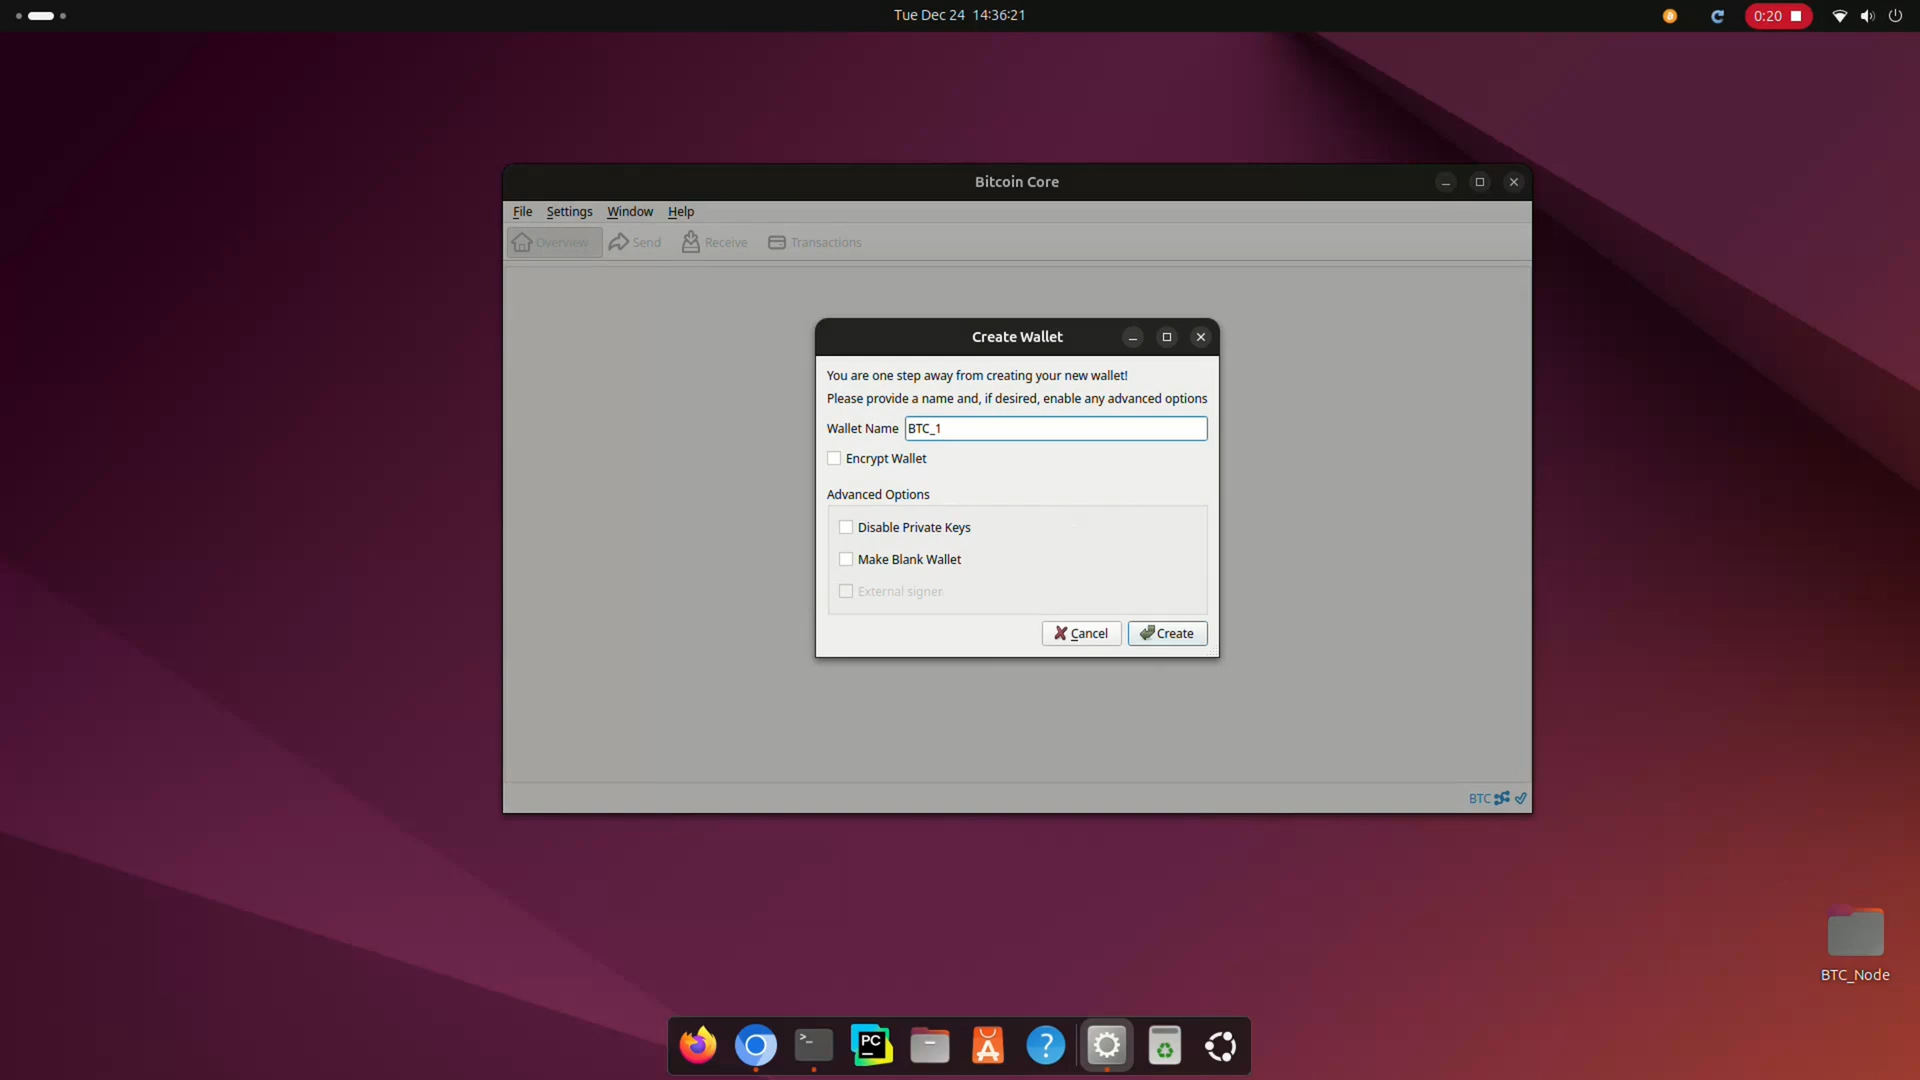 Tue Dec 24 14:36:21
0:20
Bitcoin Core
File Settings Window Help
Overview Send Receive Transactions
Create Wallet
You are one step away from creating your new wallet!
Please provide a name and, if desired, enable any advanced options
Wallet Name BTC_1
Encrypt Wallet
Advanced Options
Disable Private Keys
Make Blank Wallet
External signer
Cancel Create
BTC
BTC_Node
>_ PC